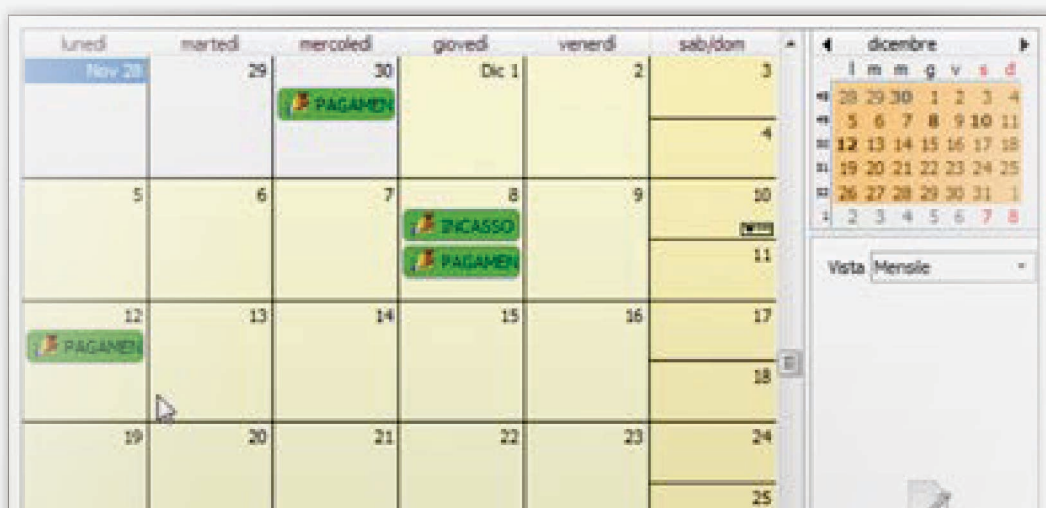 lunedì martedì mercoledì giovedì venerdì sab/dom
Nov 28 29 30 Dic 1 2 3
PAGAMEN
4
5 6 7 8 9 10
INCASSO
PAGAMEN
11
12 13 14 15 16 17
PAGAMEN
18
19 20 21 22 23 24
25
dicembre
l m m g v s d
48 28 29 30 1 2 3 4
49 5 6 7 8 9 10 11
50 12 13 14 15 16 17 18
51 19 20 21 22 23 24 25
52 26 27 28 29 30 31 1
1 2 3 4 5 6 7 8
Vista Mensile